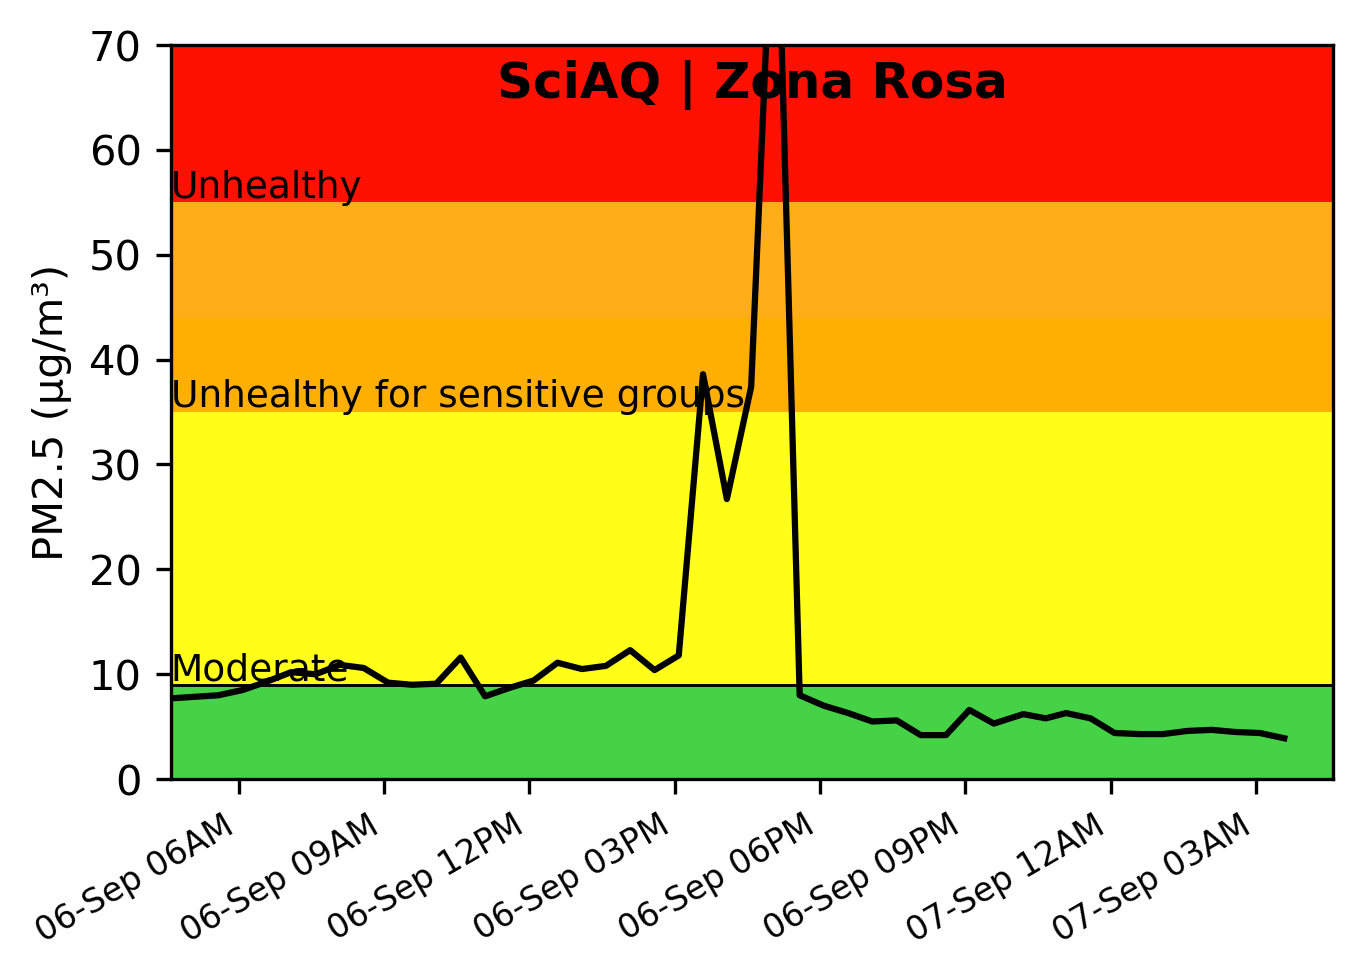 SciAQ | Zona Rosa
PM2.5 (µg/m³)
70
60
50
40
30
20
10
0
Unhealthy
Unhealthy for sensitive groups
Moderate
06-Sep 06AM
06-Sep 09AM
06-Sep 12PM
06-Sep 03PM
06-Sep 06PM
06-Sep 09PM
07-Sep 12AM
07-Sep 03AM